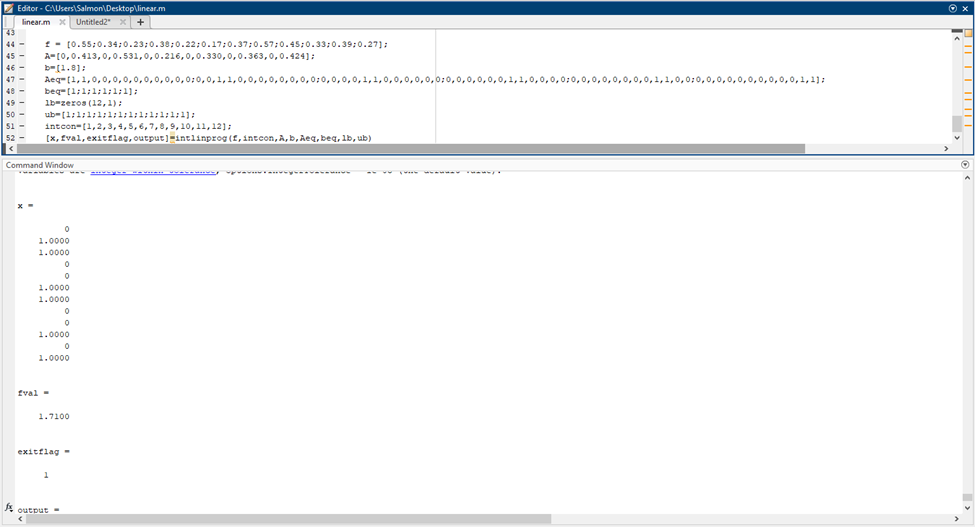 Editor - C:\Users\Salmon\Desktop\linear.m
linear.m Untitled2* +
43
44 - f = [0.55;0.34;0.23;0.38;0.22;0.17;0.37;0.57;0.45;0.33;0.39;0.27];
45 - A=[0,0.413,0,0.531,0,0.216,0,0.330,0,0.363,0,0.424];
46 - b=[1.8];
47 - Aeq=[1,1,0,0,0,0,0,0,0,0,0,0;0,0,1,1,0,0,0,0,0,0,0,0;0,0,0,0,1,1,0,0,0,0,0,0;0,0,0,0,0,0,1,1,0,0,0,0;0,0,0,0,0,0,0,0,1,1,0,0;0,0,0,0,0,0,0,0,0,0,1,1];
48 - beq=[1;1;1;1;1;1];
49 - lb=zeros(12,1);
50 - ub=[1;1;1;1;1;1;1;1;1;1;1;1];
51 - intcon=[1,2,3,4,5,6,7,8,9,10,11,12];
52 - [x,fval,exitflag,output]=intlinprog(f,intcon,A,b,Aeq,beq,lb,ub)
Command Window
x =
0
1.0000
1.0000
0
0
1.0000
1.0000
0
0
1.0000
0
1.0000
fval =
1.7100
exitflag =
1
fx output =